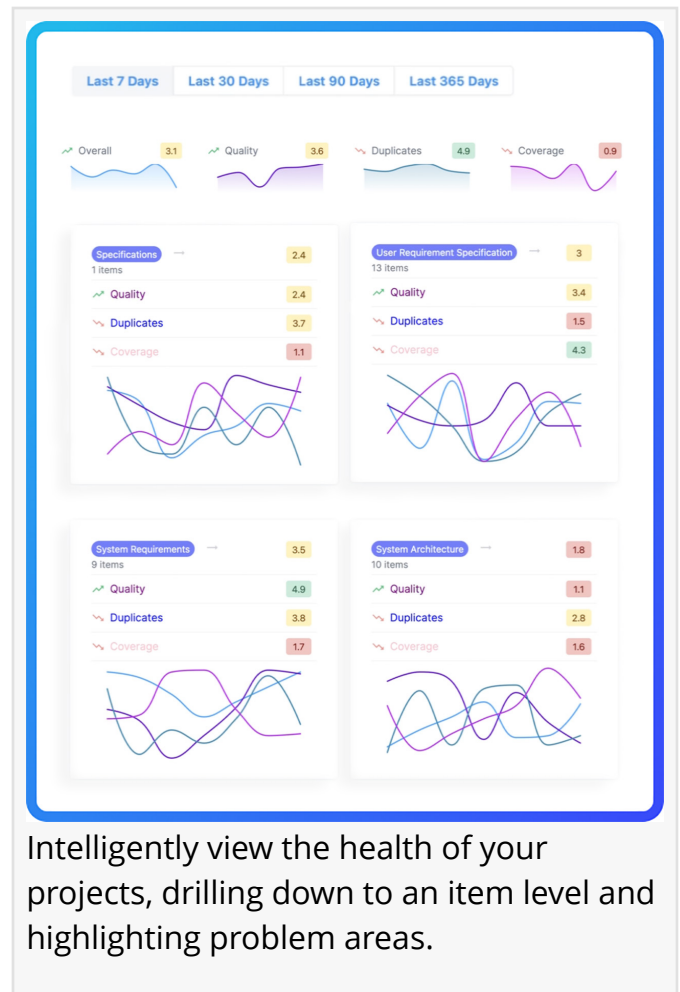 Last 7 Days Last 30 Days Last 90 Days Last 365 Days
Overall 3.1 Quality 3.6 Duplicates 4.9 Coverage 0.9
Specifications 2.4
1 items
Quality 2.4
Duplicates 3.7
Coverage 1.1
User Requirement Specification 3
13 items
Quality 3.4
Duplicates 1.5
Coverage 4.3
System Requirements 3.5
9 items
Quality 4.9
Duplicates 3.8
Coverage 1.7
System Architecture 1.8
10 items
Quality 1.1
Duplicates 2.8
Coverage 1.6
Intelligently view the health of your
projects, drilling down to an item level and
highlighting problem areas.